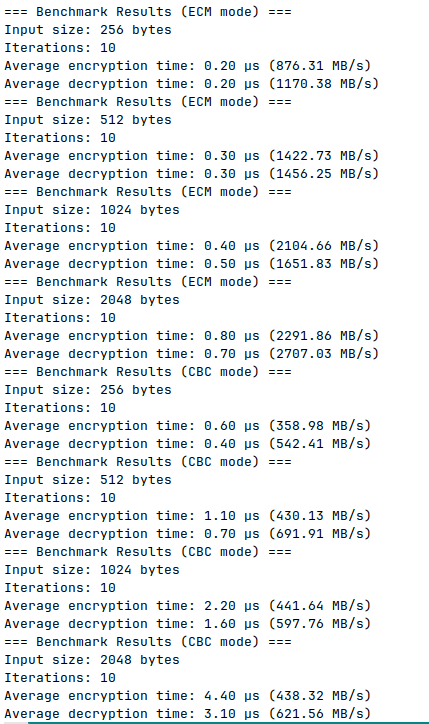 === Benchmark Results (ECM mode) ===
Input size: 256 bytes
Iterations: 10
Average encryption time: 0.20 µs (876.31 MB/s)
Average decryption time: 0.20 µs (1170.38 MB/s)
=== Benchmark Results (ECM mode) ===
Input size: 512 bytes
Iterations: 10
Average encryption time: 0.30 µs (1422.73 MB/s)
Average decryption time: 0.30 µs (1456.25 MB/s)
=== Benchmark Results (ECM mode) ===
Input size: 1024 bytes
Iterations: 10
Average encryption time: 0.40 µs (2104.66 MB/s)
Average decryption time: 0.50 µs (1651.83 MB/s)
=== Benchmark Results (ECM mode) ===
Input size: 2048 bytes
Iterations: 10
Average encryption time: 0.80 µs (2291.86 MB/s)
Average decryption time: 0.70 µs (2707.03 MB/s)
=== Benchmark Results (CBC mode) ===
Input size: 256 bytes
Iterations: 10
Average encryption time: 0.60 µs (358.98 MB/s)
Average decryption time: 0.40 µs (542.41 MB/s)
=== Benchmark Results (CBC mode) ===
Input size: 512 bytes
Iterations: 10
Average encryption time: 1.10 µs (430.13 MB/s)
Average decryption time: 0.70 µs (691.91 MB/s)
=== Benchmark Results (CBC mode) ===
Input size: 1024 bytes
Iterations: 10
Average encryption time: 2.20 µs (441.64 MB/s)
Average decryption time: 1.60 µs (597.76 MB/s)
=== Benchmark Results (CBC mode) ===
Input size: 2048 bytes
Iterations: 10
Average encryption time: 4.40 µs (438.32 MB/s)
Average decryption time: 3.10 µs (621.56 MB/s)